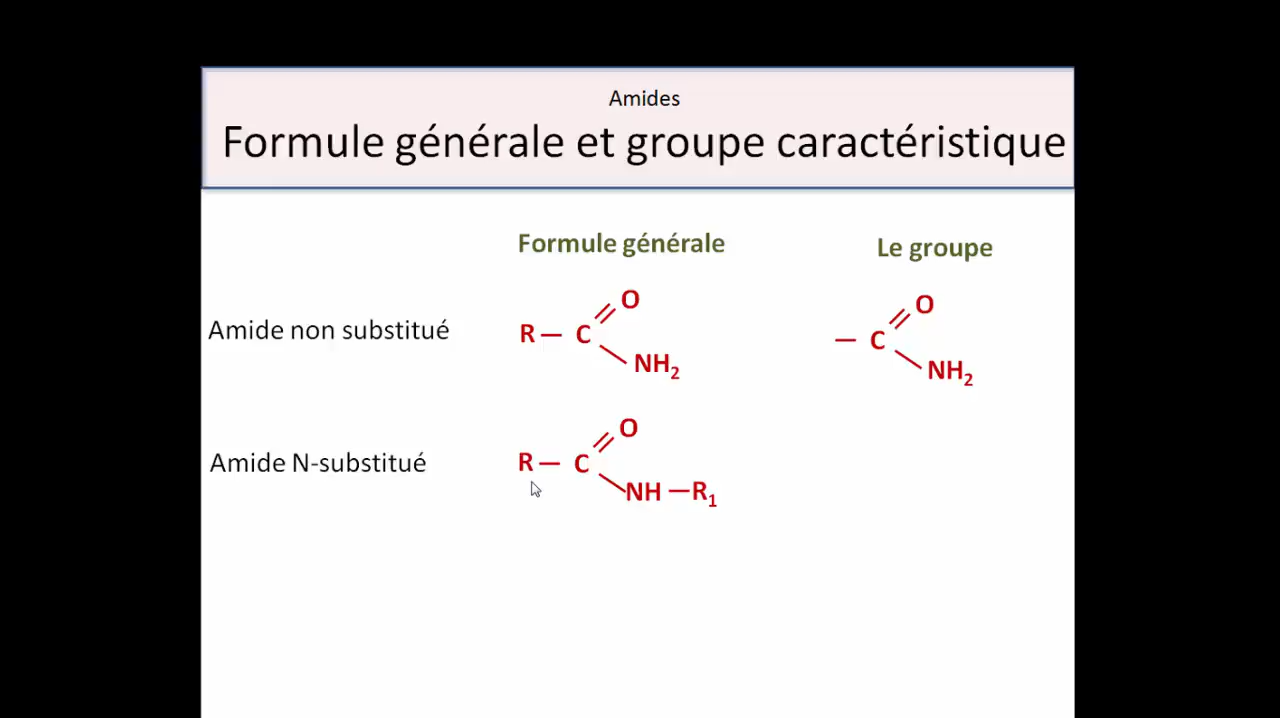 Amides
Formule générale et groupe caractéristique
Formule générale
Le groupe
Amide non substitué
O
R — C
NH₂
O
— C
NH₂
Amide N-substitué
O
R — C
NH — R₁